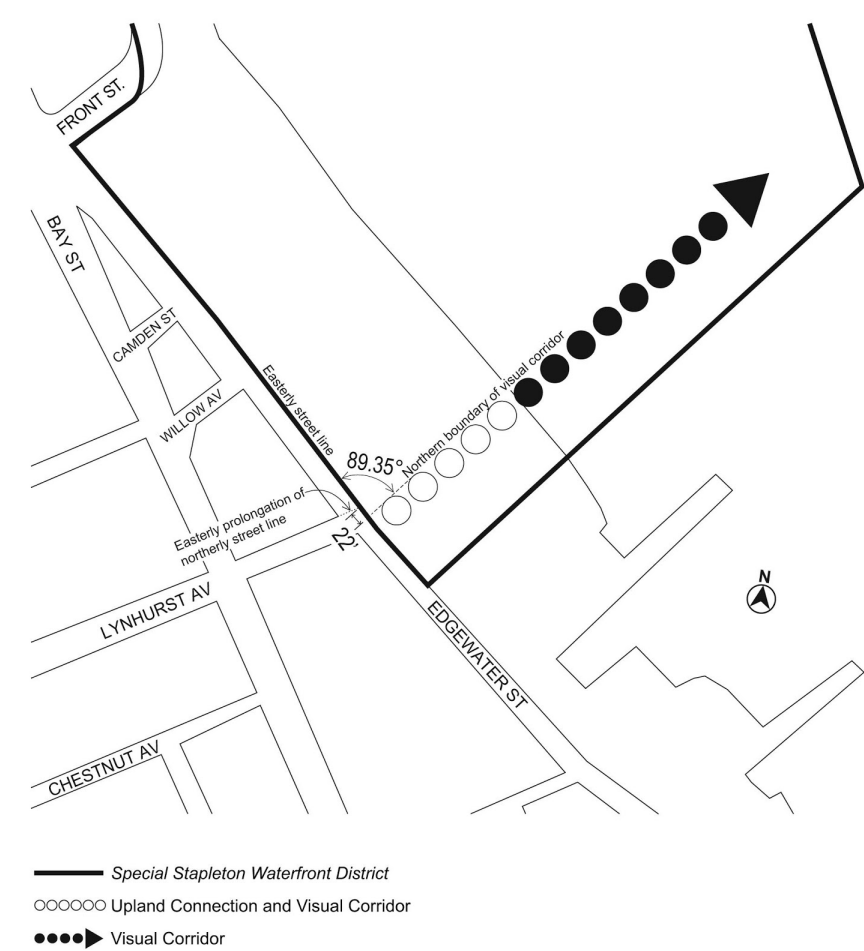 FRONT ST.
BAY ST
CAMDEN ST
WILLOW AV
Easterly street line
Northern boundary of visual corridor
89.35°
Easterly prolongation of
northerly street line
22'
N
LYNHURST AV
EDGEWATER ST
CHESTNUT AV
Special Stapleton Waterfront District
Upland Connection and Visual Corridor
Visual Corridor